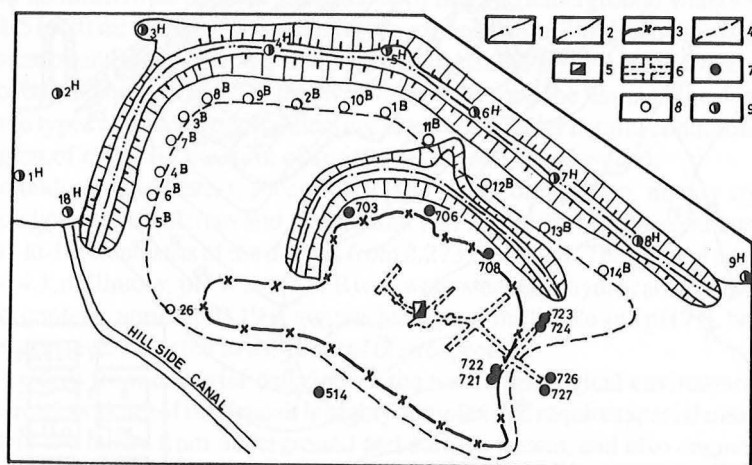 1 2 3 4
5 6 7
8 9
3ᴴ 4ᴴ 5ᴴ
2ᴴ
8ᴮ 9ᴮ 2ᴮ 10ᴮ 1ᴮ 6ᴴ
3ᴮ
7ᴮ 11ᴮ
1ᴴ 4ᴮ 12ᴮ 7ᴴ
6ᴮ
18ᴴ 5ᴮ 703 706 13ᴮ 8ᴴ
708 14ᴮ 9ᴴ
26 723
724
HILLSIDE CANAL
722
721 726
514 727